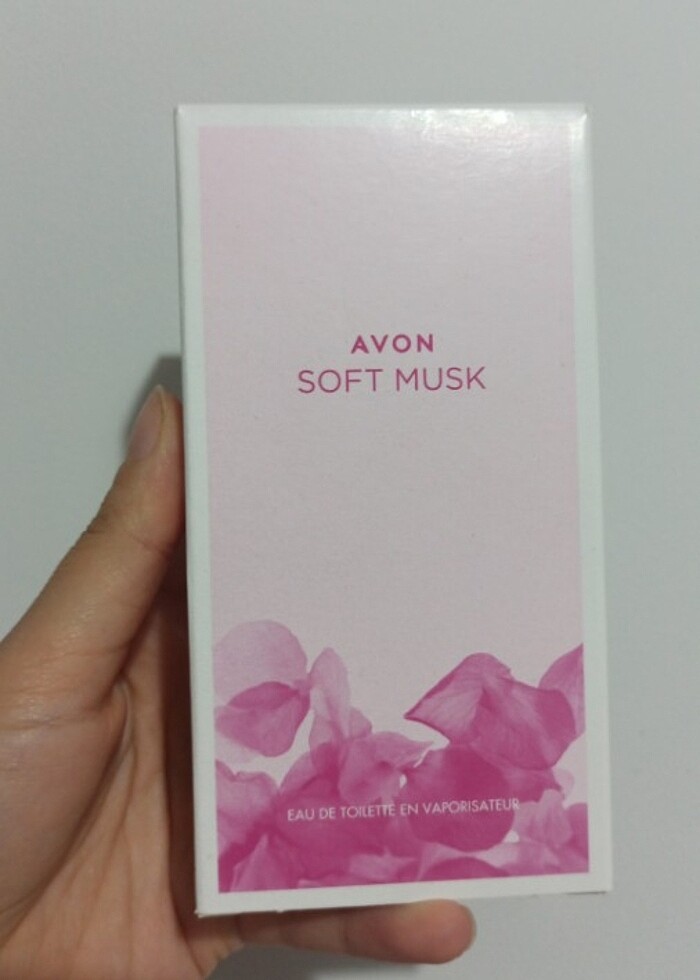 AVON
SOFT MUSK
EAU DE TOILETTE EN VAPORISATEUR